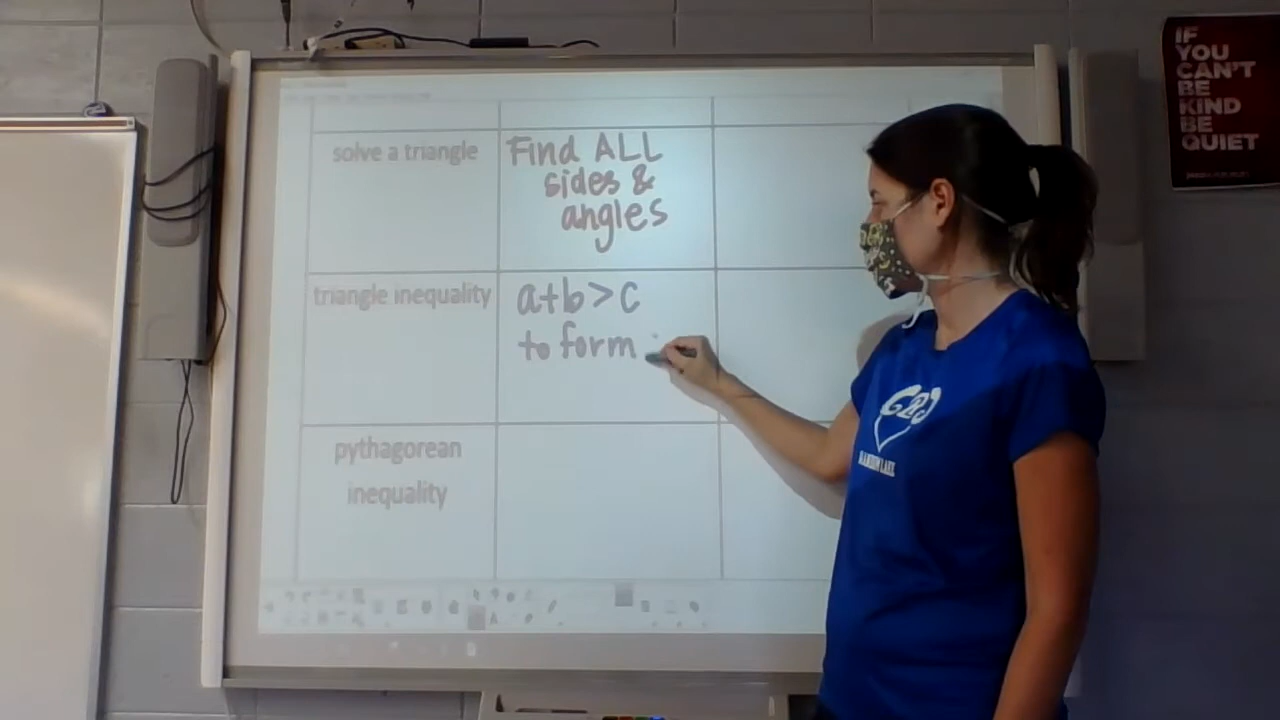 solve a triangle
Find ALL
sides &
angles
triangle inequality
a+b>c
to form
pythagorean
inequality
IF
YOU
CAN'T
BE
KIND
BE
QUIET